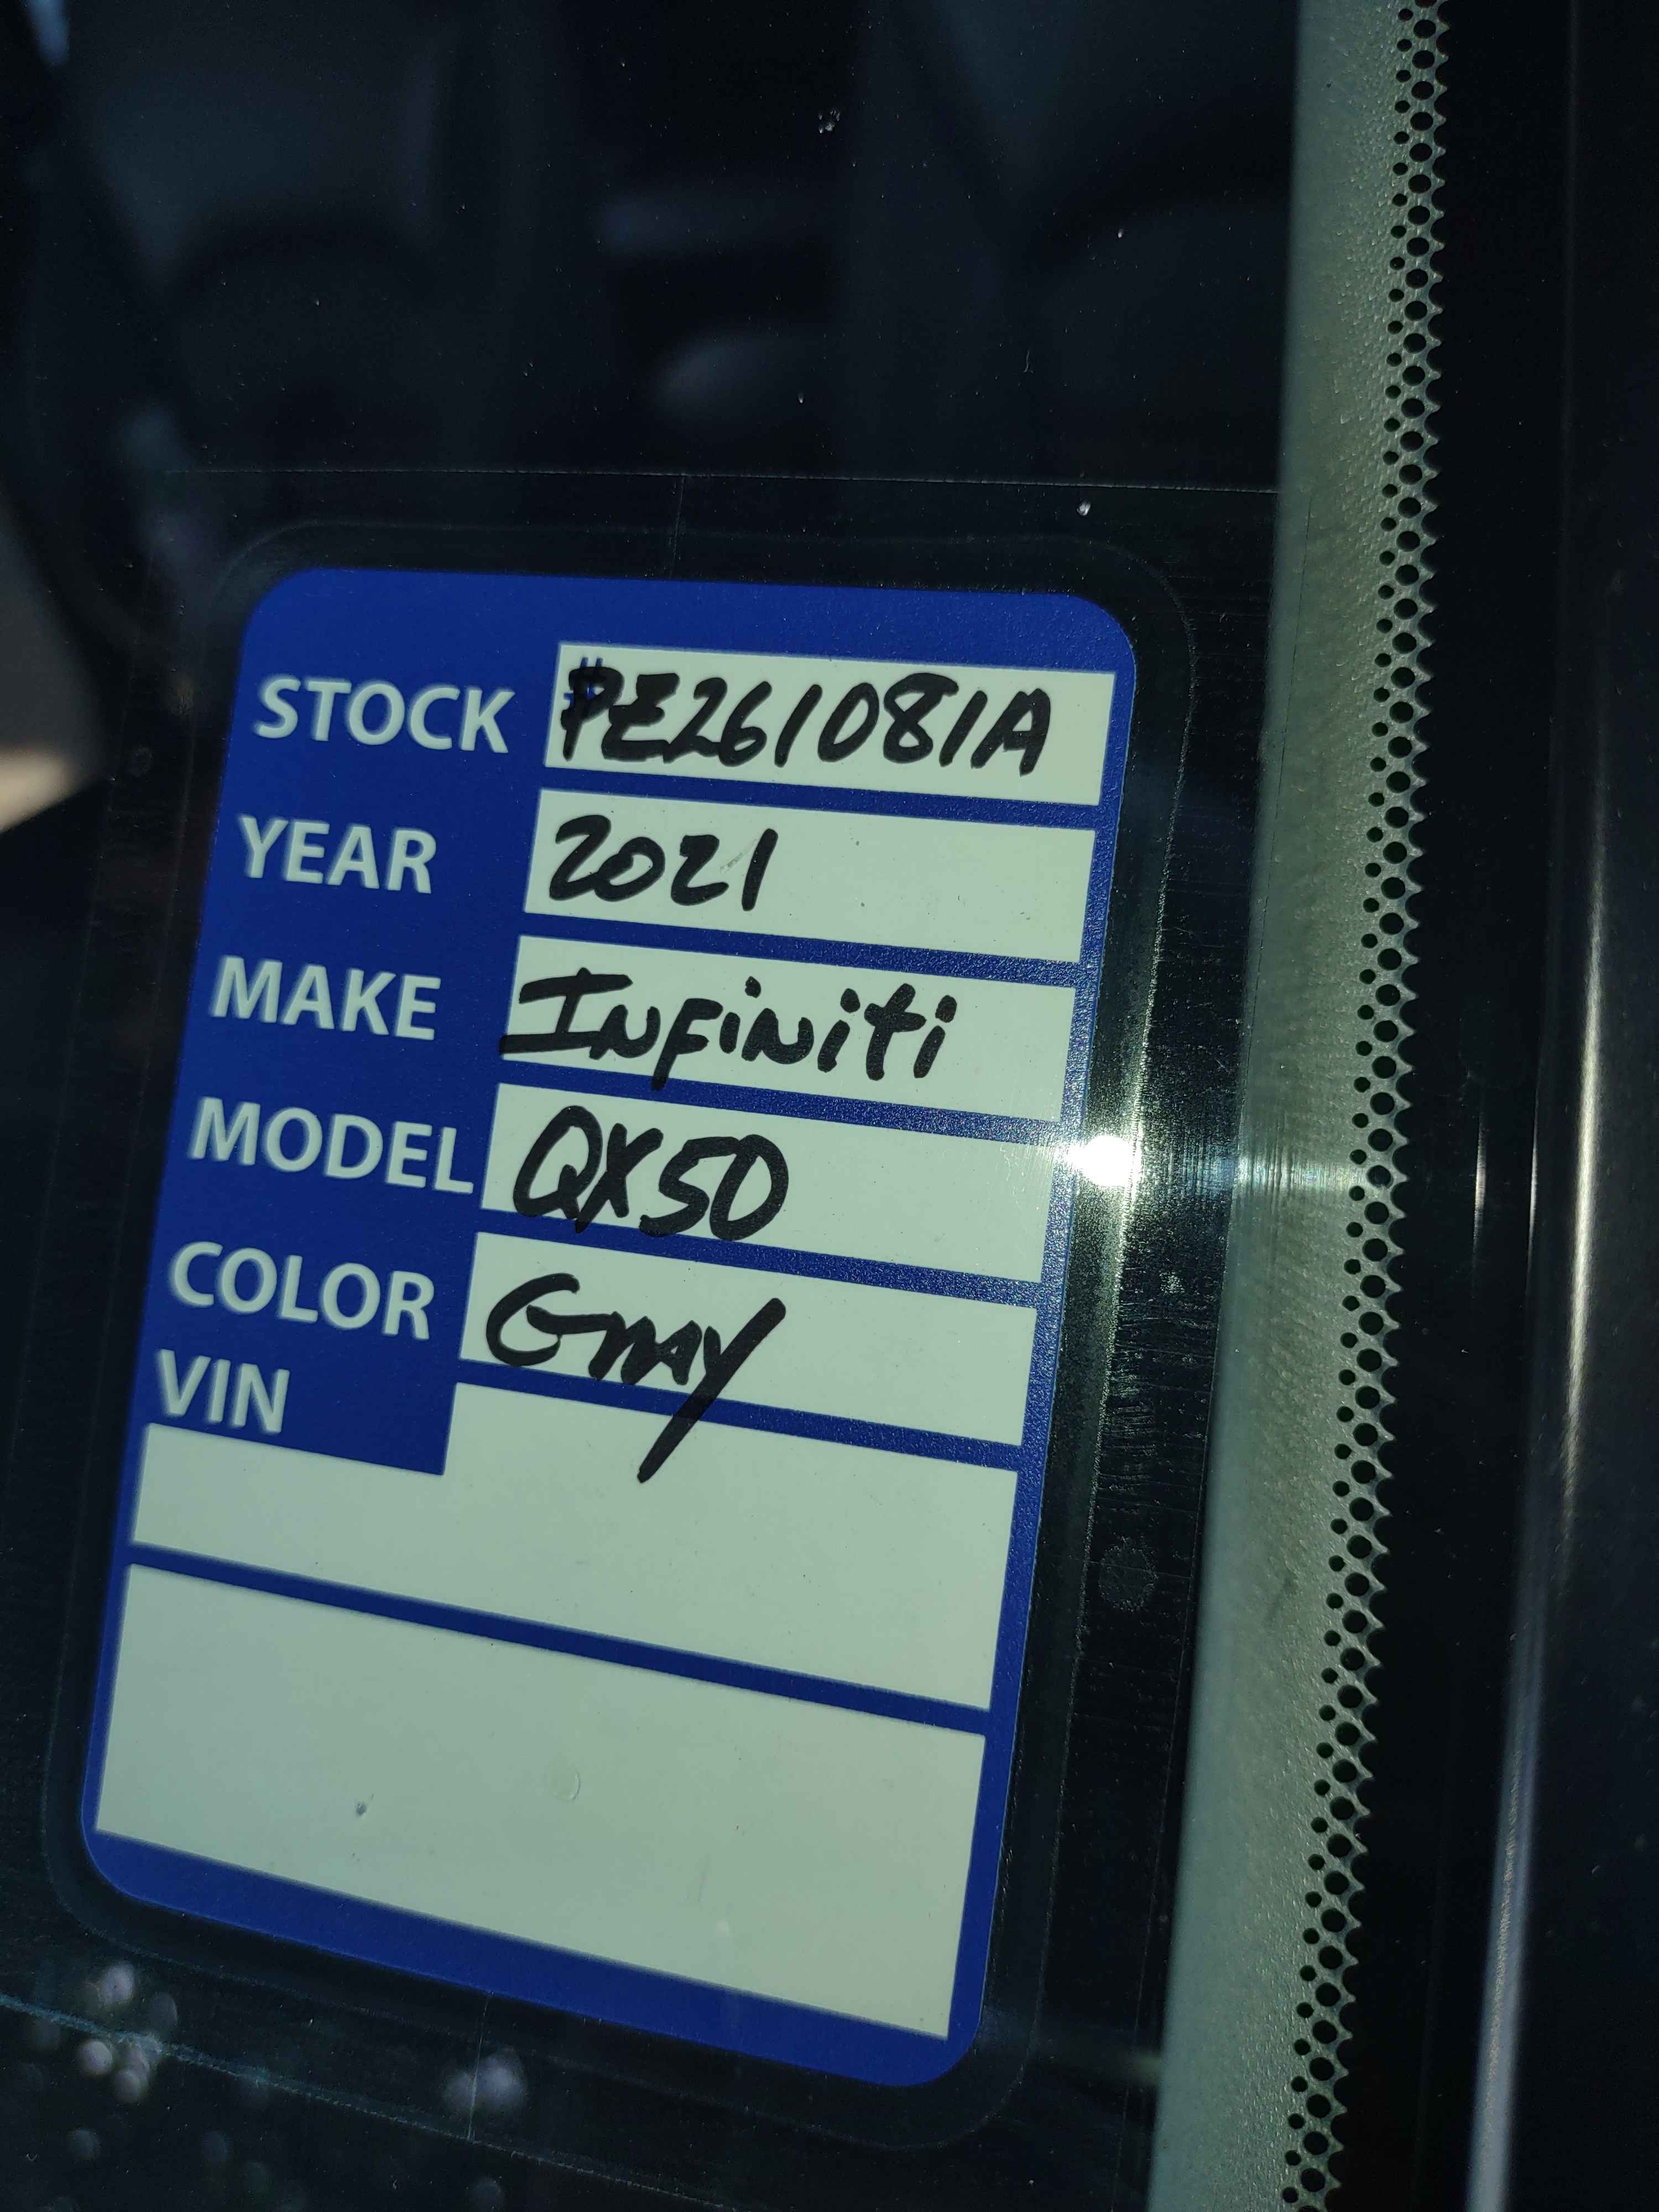 STOCK #PE261081A
YEAR 2021
MAKE Infiniti
MODEL QX50
COLOR Gray
VIN